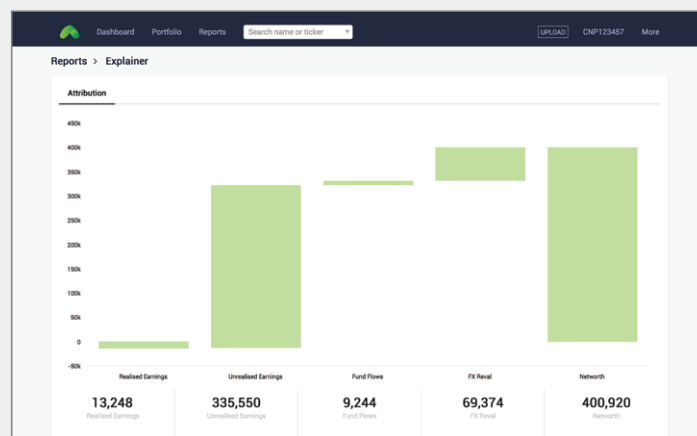 Dashboard Portfolio Reports Search name or ticker UPLOAD CNP123457 More
Reports > Explainer
Attribution
450k
400k
350k
300k
250k
200k
150k
100k
50k
0
-50k
Realised Earnings Unrealised Earnings Fund Flows FX Reval Networth
13,248 335,550 9,244 69,374 400,920
Realised Earnings Unrealised Earnings Fund Flows FX Reval Networth